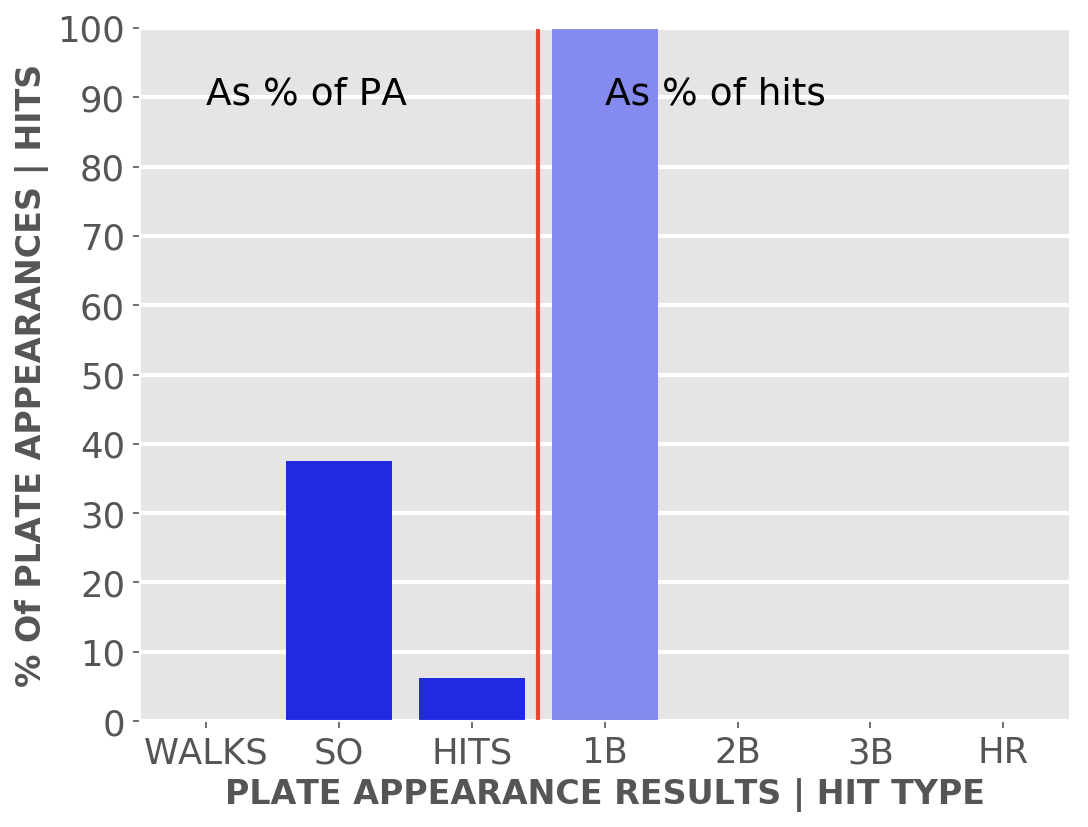 % Of PLATE APPEARANCES | HITS
100
90
80
70
60
50
40
30
20
10
0
As % of PA
As % of hits
WALKS SO HITS 1B 2B 3B HR
PLATE APPEARANCE RESULTS | HIT TYPE